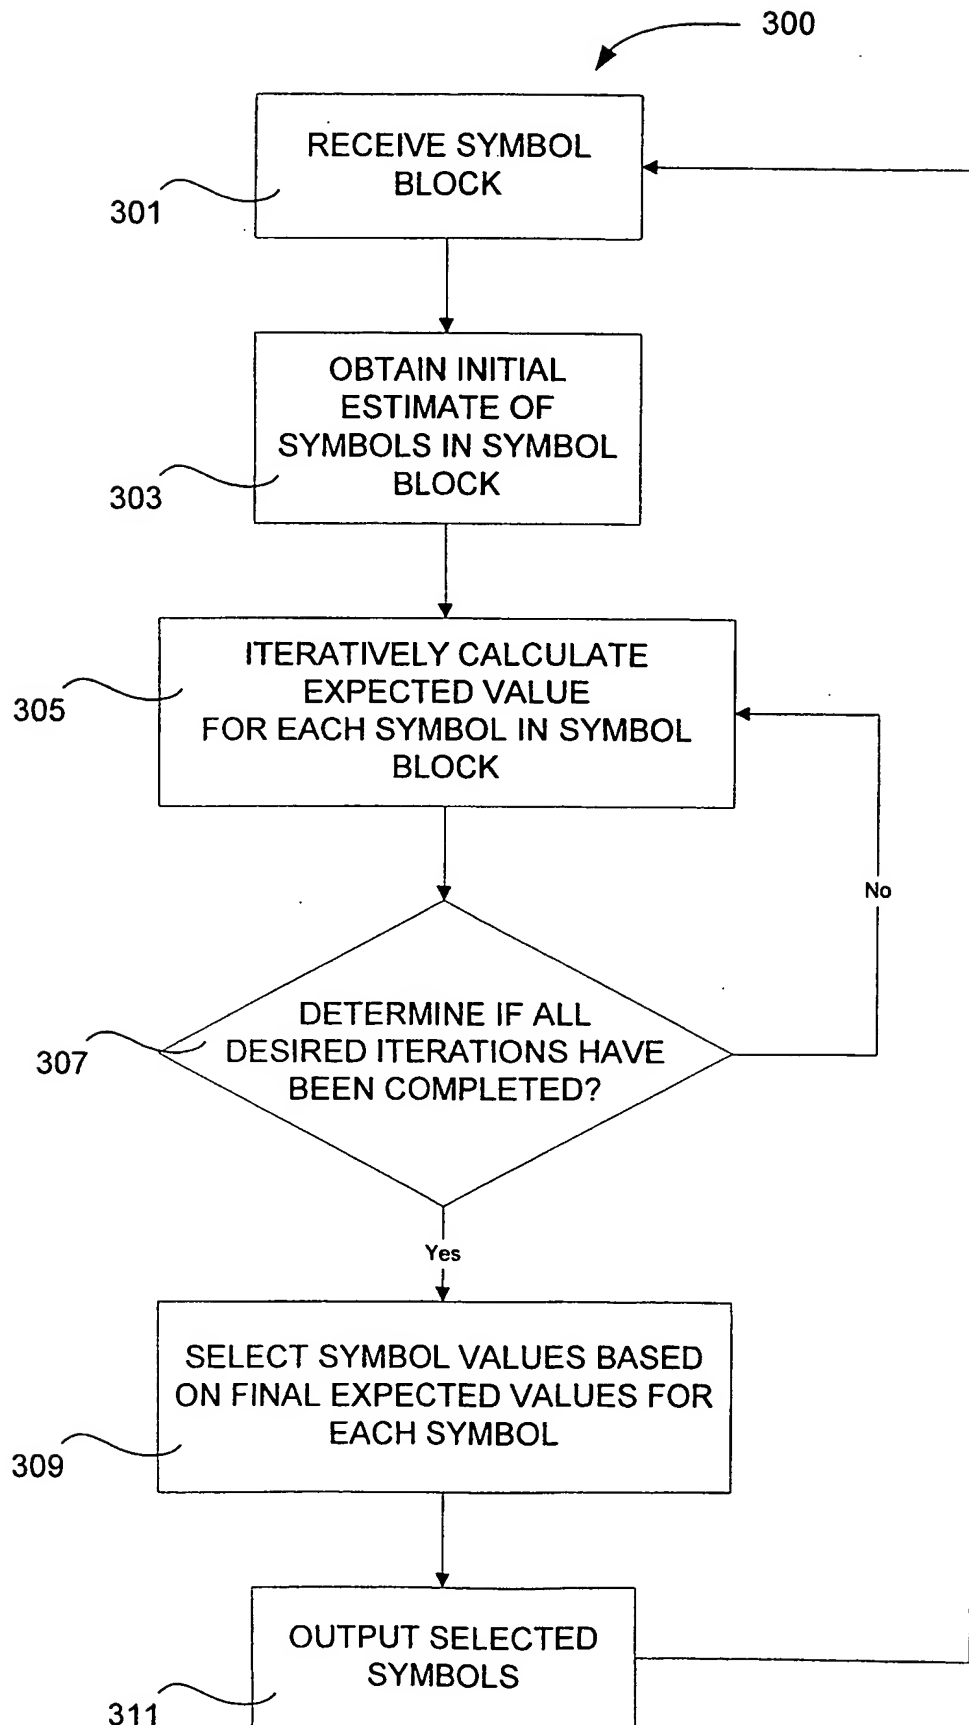 300
RECEIVE SYMBOL
BLOCK
301
OBTAIN INITIAL
ESTIMATE OF
SYMBOLS IN SYMBOL
BLOCK
303
ITERATIVELY CALCULATE
EXPECTED VALUE
FOR EACH SYMBOL IN SYMBOL
BLOCK
305
No
DETERMINE IF ALL
DESIRED ITERATIONS HAVE
BEEN COMPLETED?
307
Yes
SELECT SYMBOL VALUES BASED
ON FINAL EXPECTED VALUES FOR
EACH SYMBOL
309
OUTPUT SELECTED
SYMBOLS
311